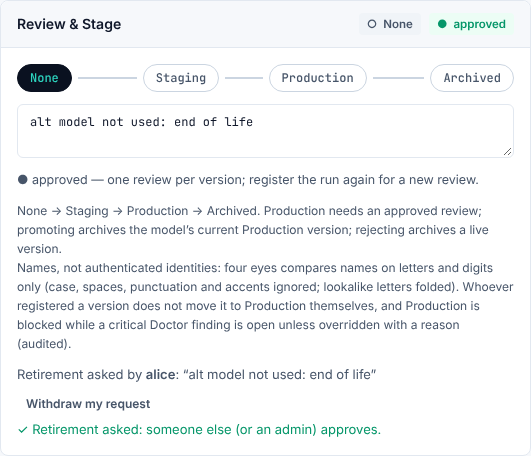 Review & Stage
None
approved
None
Staging
Production
Archived
alt model not used: end of life
approved — one review per version; register the run again for a new review.
None → Staging → Production → Archived. Production needs an approved review;
promoting archives the model’s current Production version; rejecting archives a live
version.
Names, not authenticated identities: four eyes compares names on letters and digits
only (case, spaces, punctuation and accents ignored; lookalike letters folded). Whoever
registered a version does not move it to Production themselves, and Production is
blocked while a critical Doctor finding is open unless overridden with a reason
(audited).
Retirement asked by alice: “alt model not used: end of life”
Withdraw my request
✓ Retirement asked: someone else (or an admin) approves.